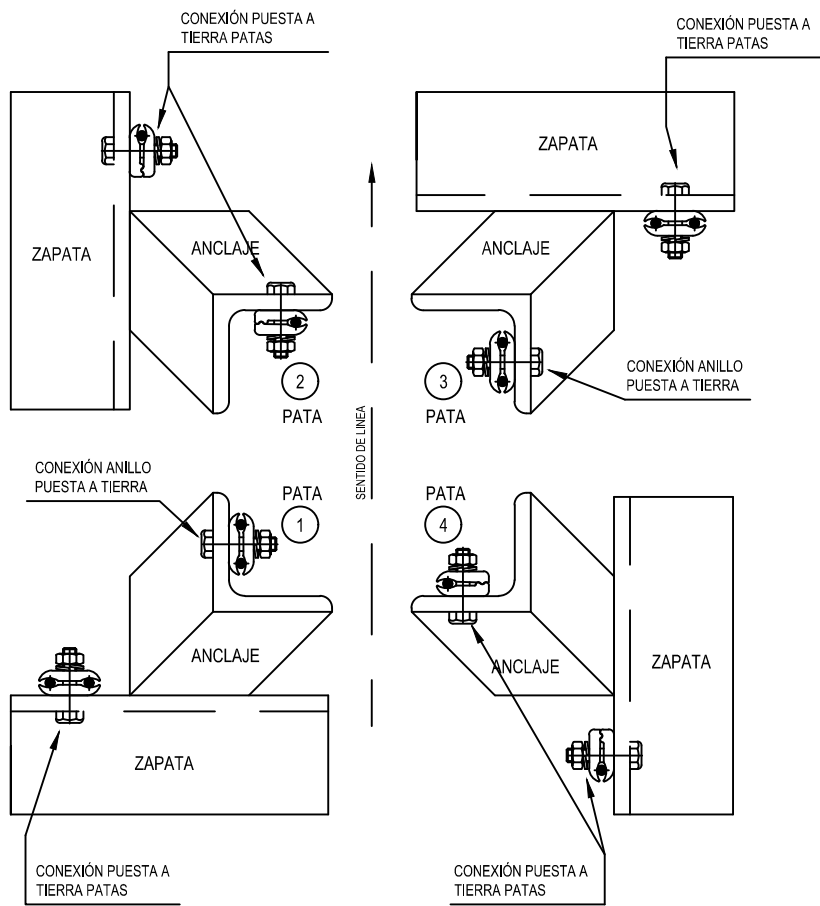 CONEXIÓN PUESTA A
TIERRA PATAS
CONEXIÓN PUESTA A
TIERRA PATAS
ZAPATA
ZAPATA
ANCLAJE
ANCLAJE
2
PATA
3
PATA
CONEXIÓN ANILLO
PUESTA A TIERRA
SENTIDO DE LINEA
CONEXIÓN ANILLO
PUESTA A TIERRA
PATA
1
PATA
4
ANCLAJE
ANCLAJE
ZAPATA
ZAPATA
CONEXIÓN PUESTA A
TIERRA PATAS
CONEXIÓN PUESTA A
TIERRA PATAS